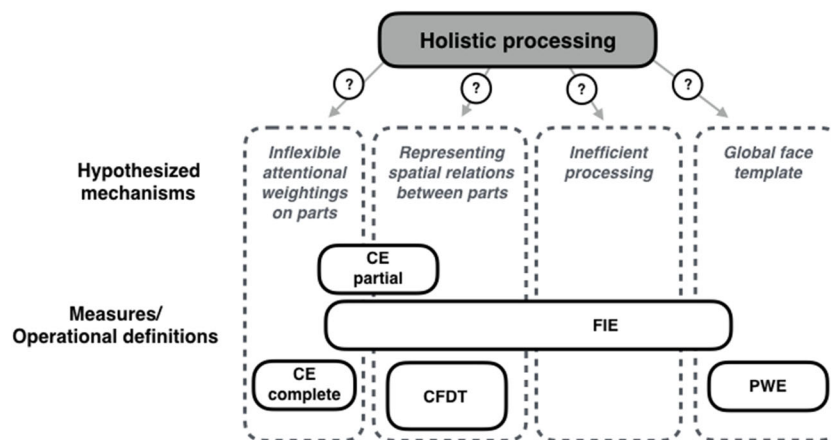 Holistic processing
? ? ? ?
Hypothesized
mechanisms
Inflexible
attentional
weightings
on parts
Representing
spatial relations
between parts
Inefficient
processing
Global face
template
CE
partial
Measures/
Operational definitions
FIE
CE
complete
CFDT
PWE